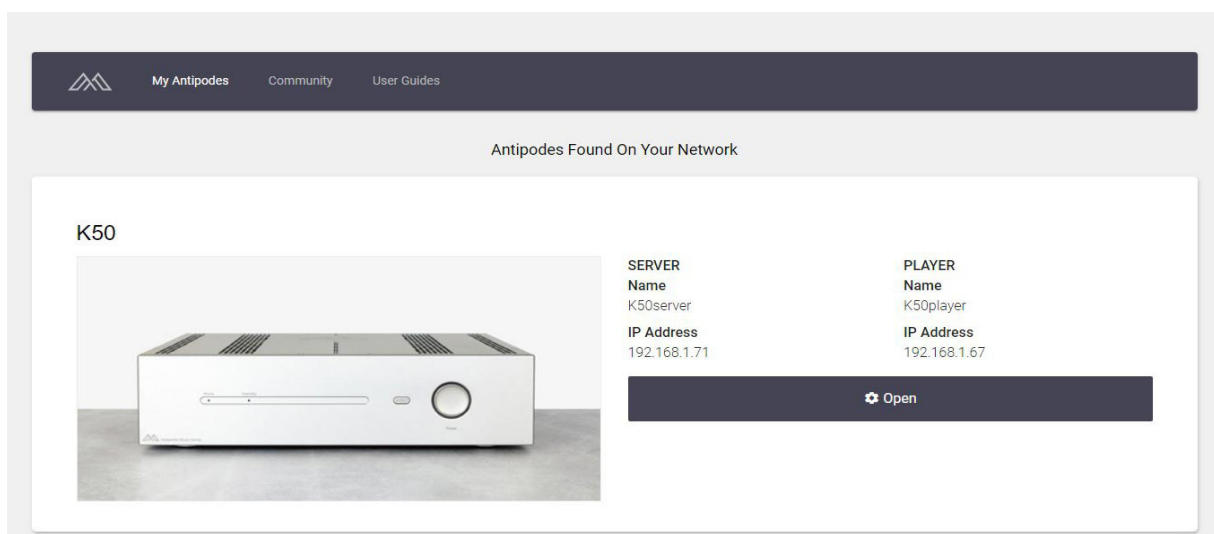 My Antipodes Community User Guides
Antipodes Found On Your Network
K50
SERVER
Name
K50server
IP Address
192.168.1.71
PLAYER
Name
K50player
IP Address
192.168.1.67
Open